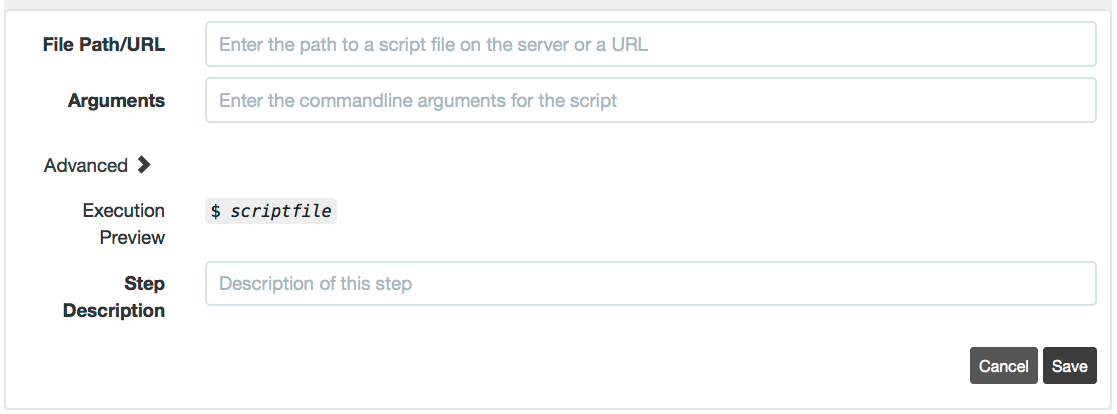 File Path/URL Enter the path to a script file on the server or a URL
Arguments Enter the commandline arguments for the script
Advanced
Execution Preview $ scriptfile
Step Description Description of this step
Cancel Save